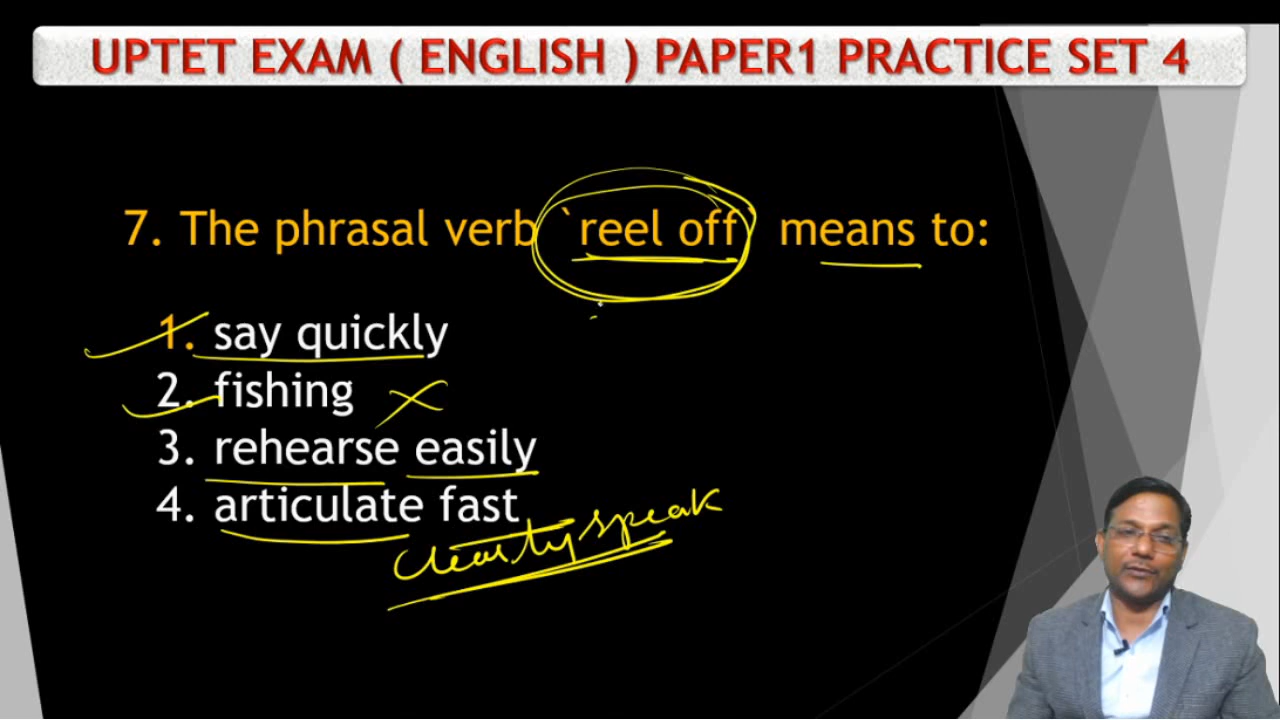 UPTET EXAM ( ENGLISH ) PAPER1 PRACTICE SET 4
7. The phrasal verb `reel off` means to:
1. say quickly
2. fishing
3. rehearse easily
4. articulate fast
clearly speak